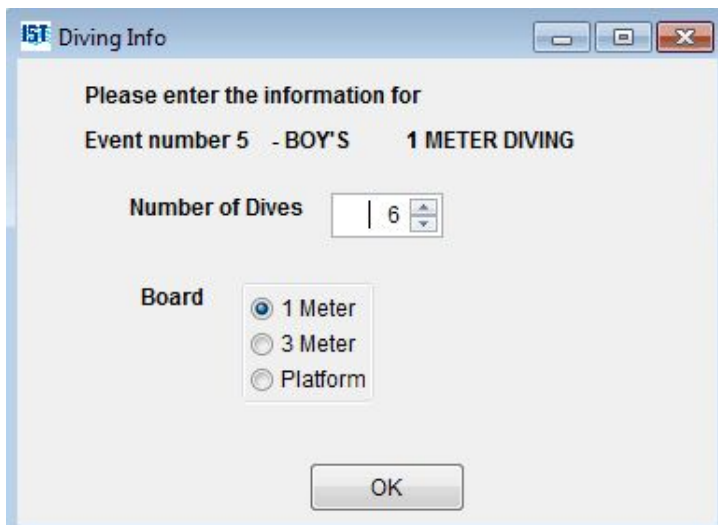 IST Diving Info
Please enter the information for
Event number 5 - BOY'S 1 METER DIVING
Number of Dives 6
Board
1 Meter
3 Meter
Platform
OK